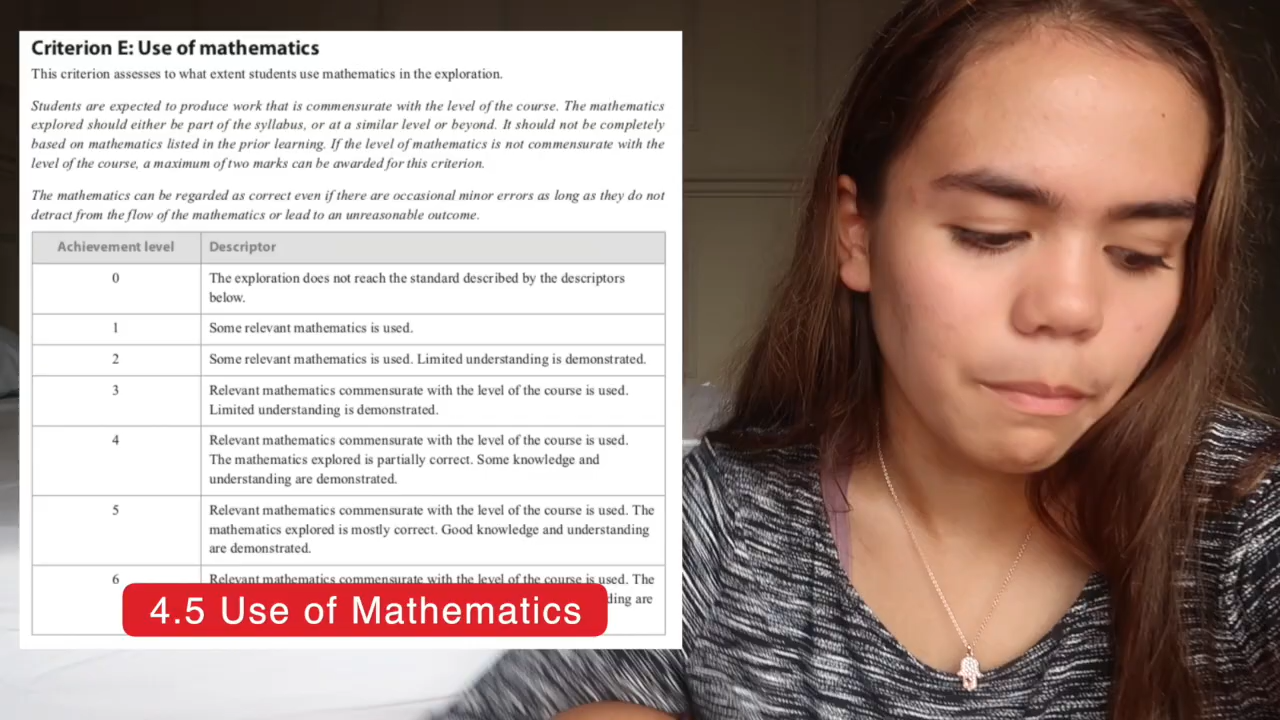 Criterion E: Use of mathematics
This criterion assesses to what extent students use mathematics in the exploration.
Students are expected to produce work that is commensurate with the level of the course. The mathematics
explored should either be part of the syllabus, or at a similar level or beyond. It should not be completely
based on mathematics listed in the prior learning. If the level of mathematics is not commensurate with the
level of the course, a maximum of two marks can be awarded for this criterion.
The mathematics can be regarded as correct even if there are occasional minor errors as long as they do not
detract from the flow of the mathematics or lead to an unreasonable outcome.
Achievement level Descriptor
0 The exploration does not reach the standard described by the descriptors
below.
1 Some relevant mathematics is used.
2 Some relevant mathematics is used. Limited understanding is demonstrated.
3 Relevant mathematics commensurate with the level of the course is used.
Limited understanding is demonstrated.
4 Relevant mathematics commensurate with the level of the course is used.
The mathematics explored is partially correct. Some knowledge and
understanding are demonstrated.
5 Relevant mathematics commensurate with the level of the course is used. The
mathematics explored is mostly correct. Good knowledge and understanding
are demonstrated.
6 Relevant mathematics commensurate with the level of the course is used. The
are
4.5 Use of Mathematics